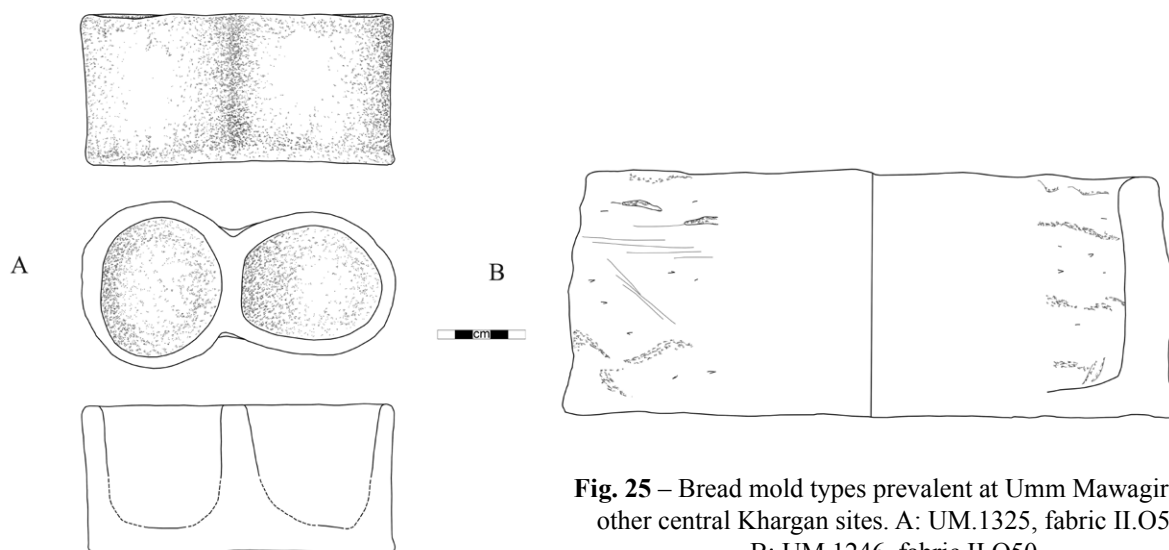 A
B
cm
Fig. 25 – Bread mold types prevalent at Umm Mawagir
other central Khargan sites. A: UM.1325, fabric II.O5
B: UM.1246, fabric II.O50